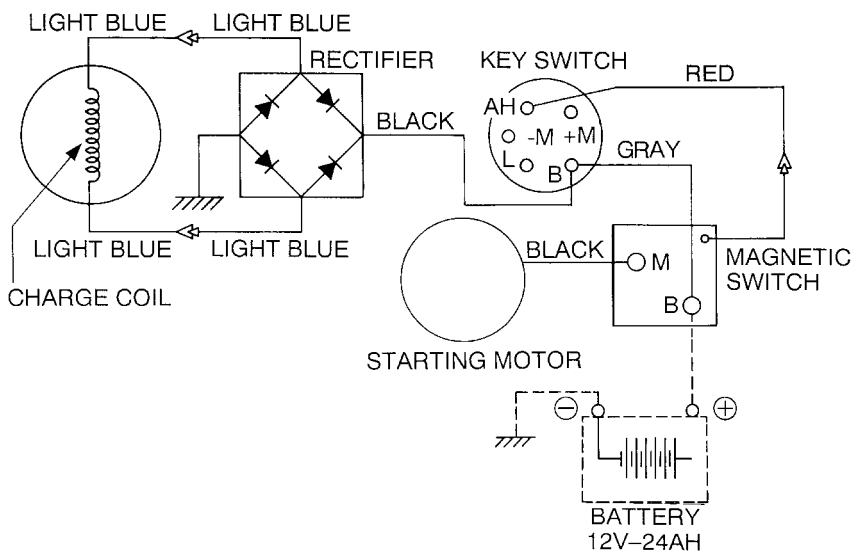 LIGHT BLUE
LIGHT BLUE
RECTIFIER
KEY SWITCH
RED
AH
-M
+M
L
B
BLACK
GRAY
LIGHT BLUE
LIGHT BLUE
CHARGE COIL
BLACK
M
B
MAGNETIC
SWITCH
STARTING MOTOR
−
+
BATTERY
12V–24AH